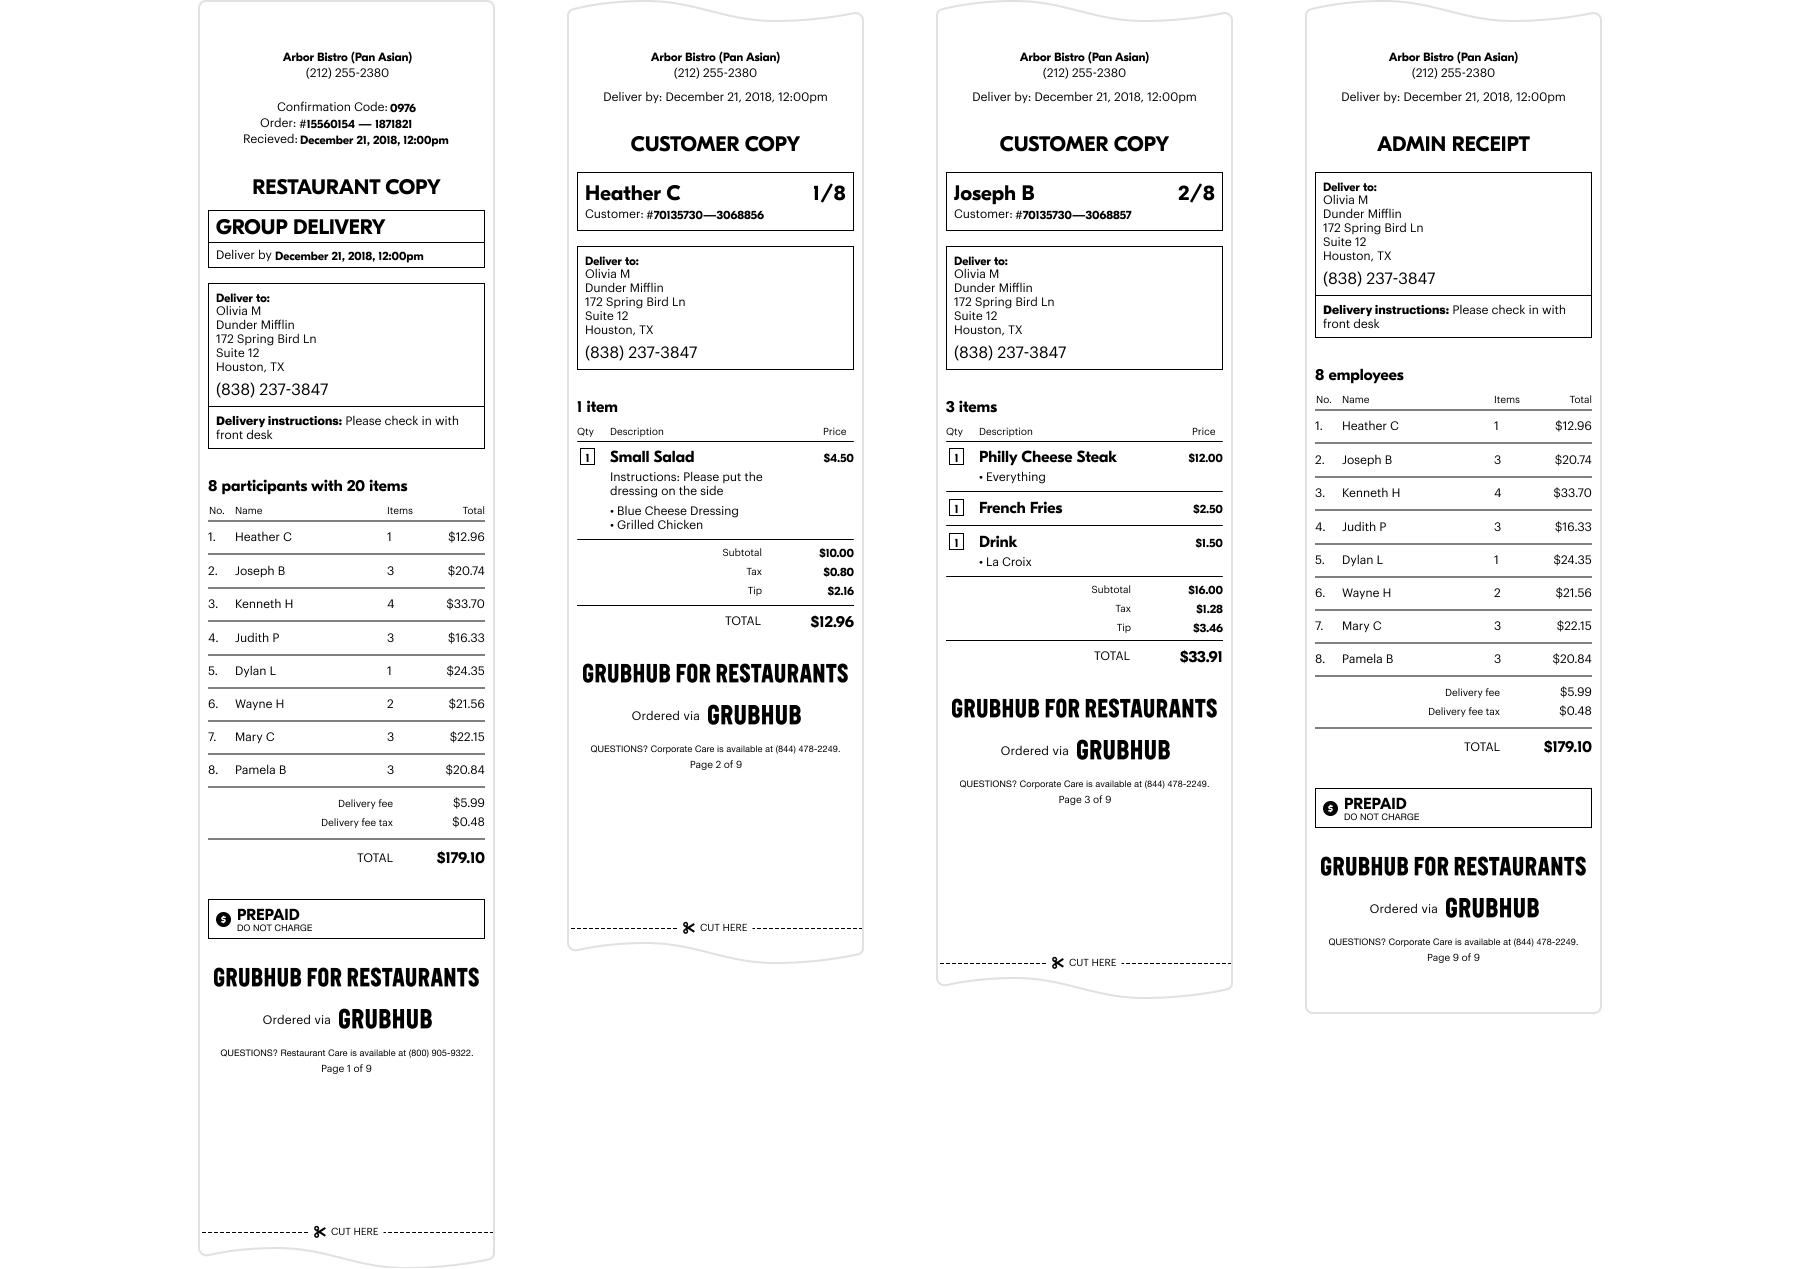 Arbor Bistro (Pan Asian)
(212) 255-2380
Confirmation Code: 0976
Order: #15560154 — 1871821
Recieved: December 21, 2018, 12:00pm
RESTAURANT COPY
GROUP DELIVERY
Deliver by December 21, 2018, 12:00pm
Deliver to:
Olivia M
Dunder Mifflin
172 Spring Bird Ln
Suite 12
Houston, TX
(838) 237-3847
Delivery instructions: Please check in with
front desk
8 participants with 20 items
No. Name Items Total
1. Heather C 1 $12.96
2. Joseph B 3 $20.74
3. Kenneth H 4 $33.70
4. Judith P 3 $16.33
5. Dylan L 1 $24.35
6. Wayne H 2 $21.56
7. Mary C 3 $22.15
8. Pamela B 3 $20.84
Delivery fee $5.99
Delivery fee tax $0.48
TOTAL $179.10
$ PREPAID
DO NOT CHARGE
GRUBHUB FOR RESTAURANTS
Ordered via GRUBHUB
QUESTIONS? Restaurant Care is available at (800) 905-9322.
Page 1 of 9
CUT HERE
Arbor Bistro (Pan Asian)
(212) 255-2380
Deliver by: December 21, 2018, 12:00pm
CUSTOMER COPY
Heather C 1/8
Customer: #70135730—3068856
Deliver to:
Olivia M
Dunder Mifflin
172 Spring Bird Ln
Suite 12
Houston, TX
(838) 237-3847
1 item
Qty Description Price
1 Small Salad $4.50
Instructions: Please put the
dressing on the side
• Blue Cheese Dressing
• Grilled Chicken
Subtotal $10.00
Tax $0.80
Tip $2.16
TOTAL $12.96
GRUBHUB FOR RESTAURANTS
Ordered via GRUBHUB
QUESTIONS? Corporate Care is available at (844) 478-2249.
Page 2 of 9
CUT HERE
Arbor Bistro (Pan Asian)
(212) 255-2380
Deliver by: December 21, 2018, 12:00pm
CUSTOMER COPY
Joseph B 2/8
Customer: #70135730—3068857
Deliver to:
Olivia M
Dunder Mifflin
172 Spring Bird Ln
Suite 12
Houston, TX
(838) 237-3847
3 items
Qty Description Price
1 Philly Cheese Steak $12.00
• Everything
1 French Fries $2.50
1 Drink $1.50
• La Croix
Subtotal $16.00
Tax $1.28
Tip $3.46
TOTAL $33.91
GRUBHUB FOR RESTAURANTS
Ordered via GRUBHUB
QUESTIONS? Corporate Care is available at (844) 478-2249.
Page 3 of 9
CUT HERE
Arbor Bistro (Pan Asian)
(212) 255-2380
Deliver by: December 21, 2018, 12:00pm
ADMIN RECEIPT
Deliver to:
Olivia M
Dunder Mifflin
172 Spring Bird Ln
Suite 12
Houston, TX
(838) 237-3847
Delivery instructions: Please check in with
front desk
8 employees
No. Name Items Total
1. Heather C 1 $12.96
2. Joseph B 3 $20.74
3. Kenneth H 4 $33.70
4. Judith P 3 $16.33
5. Dylan L 1 $24.35
6. Wayne H 2 $21.56
7. Mary C 3 $22.15
8. Pamela B 3 $20.84
Delivery fee $5.99
Delivery fee tax $0.48
TOTAL $179.10
$ PREPAID
DO NOT CHARGE
GRUBHUB FOR RESTAURANTS
Ordered via GRUBHUB
QUESTIONS? Corporate Care is available at (844) 478-2249.
Page 9 of 9